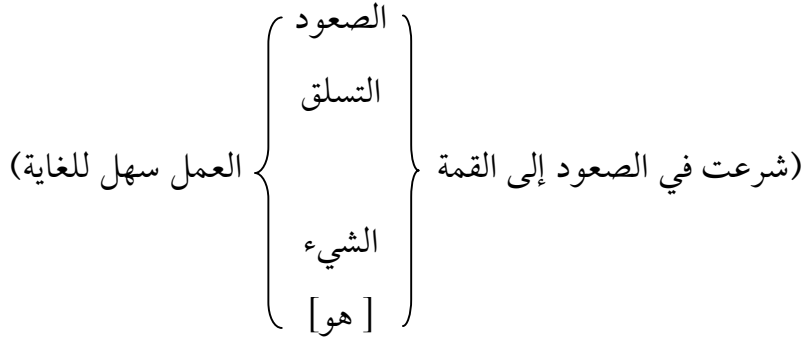 الصعود
التسلق
(شرعت في الصعود إلى القمة { العمل سهل للغاية)
الشيء
[هو]